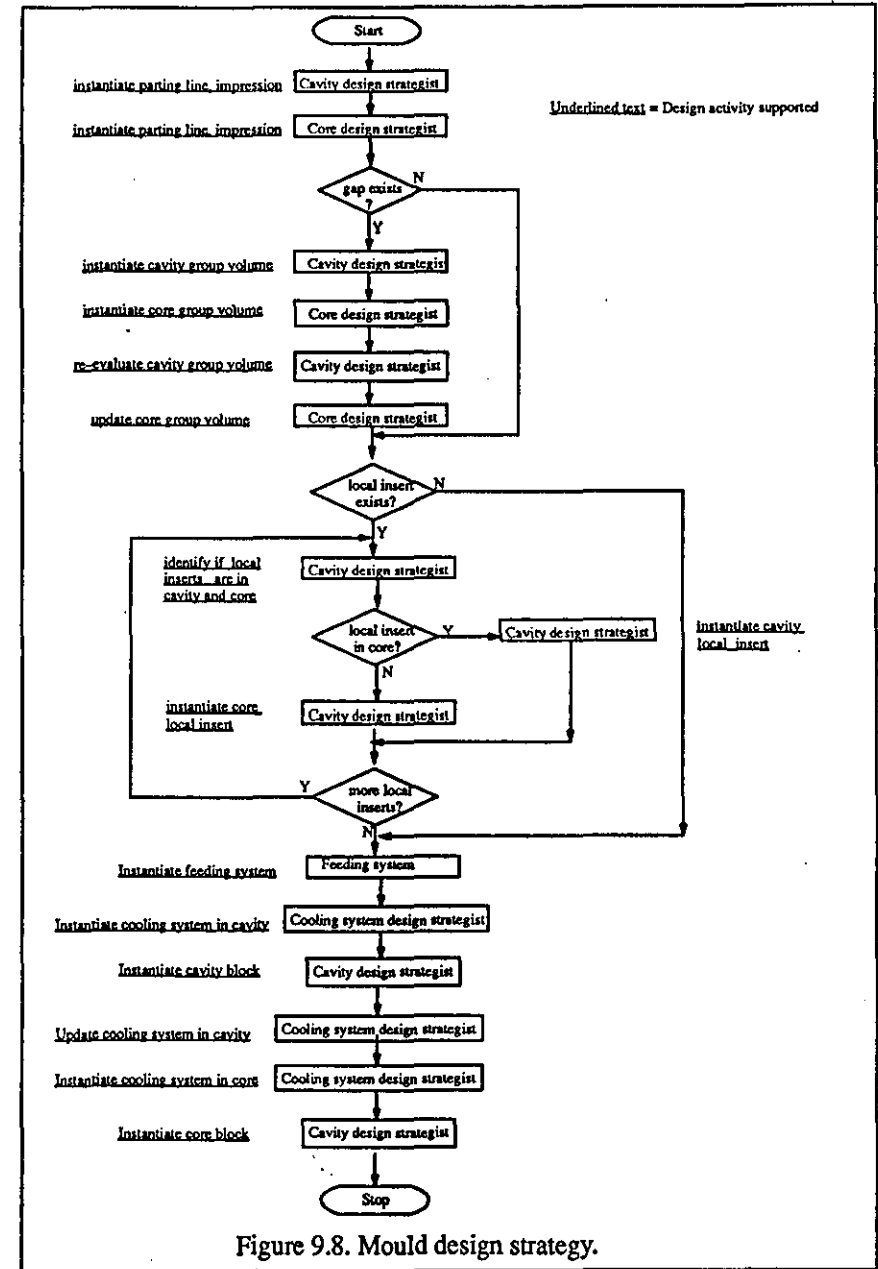 Start
instantiate parting line, impression
Cavity design strategist
Underlined text = Design activity supported
instantiate parting line, impression
Core design strategist
gap exists
?
N
Y
instantiate cavity group volume
Cavity design strategist
instantiate core group volume
Core design strategist
re-evaluate cavity group volume
Cavity design strategist
update core group volume
Core design strategist
local insert
exists?
N
Y
identify if local
inserts are in
cavity and core
Cavity design strategist
local insert
in core?
Y
Cavity design strategist
instantiate cavity
local insert
N
instantiate core
local insert
Cavity design strategist
Y
more local
inserts?
N
Instantiate feeding system
Feeding system
Instantiate cooling system in cavity
Cooling system design strategist
Instantiate cavity block
Cavity design strategist
Update cooling system in cavity
Cooling system design strategist
Instantiate cooling system in core
Cooling system design strategist
Instantiate core block
Cavity design strategist
Stop
Figure 9.8. Mould design strategy.